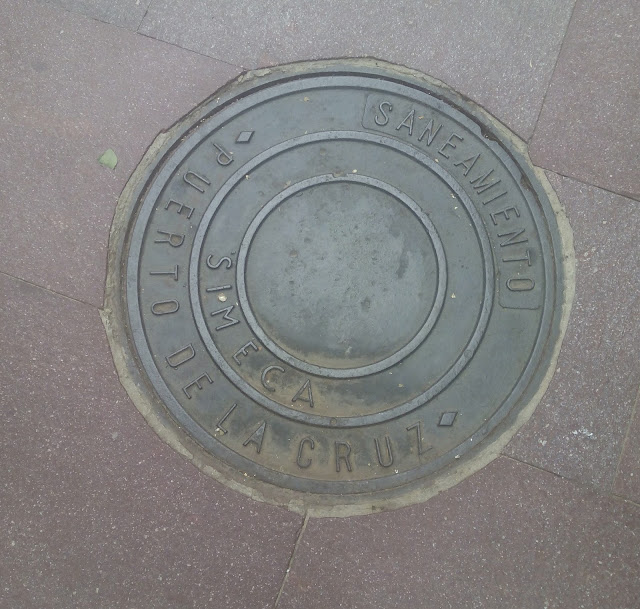 SANEAMIENTO
PUERTO DE LA CRUZ
SIMECA